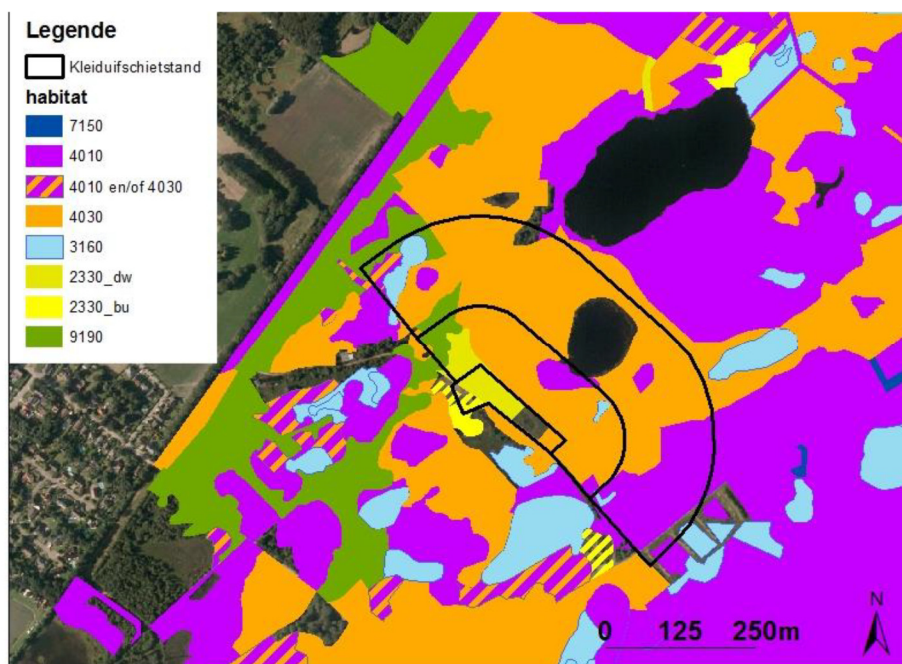 Legende
Kleiduifschietstand
habitat
7150
4010
4010 en/of 4030
4030
3160
2330_dw
2330_bu
9190
N
0 125 250m